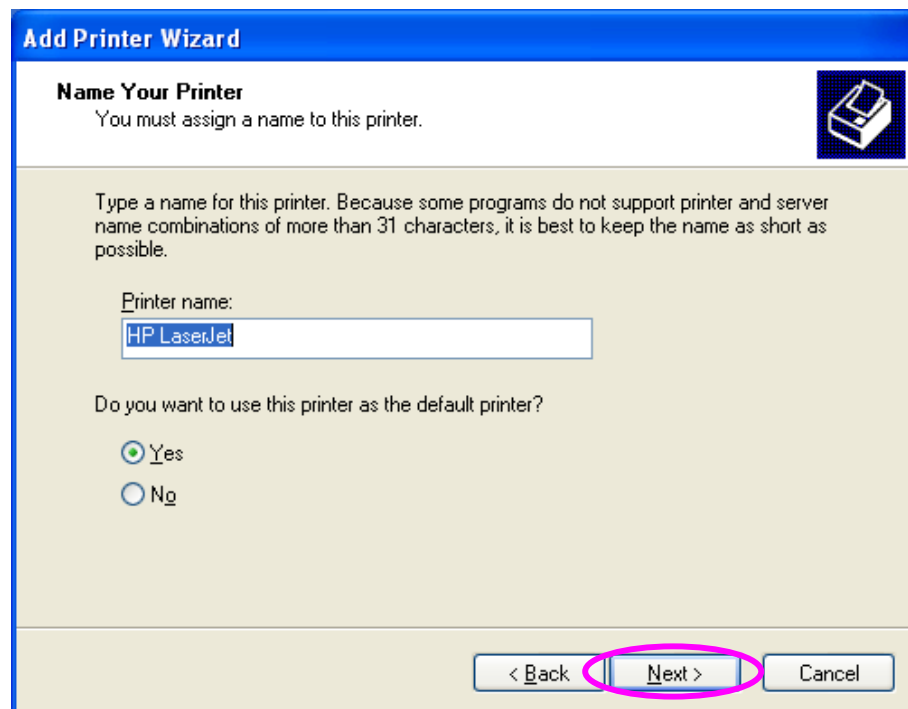 Add Printer Wizard
Name Your Printer
You must assign a name to this printer.
Type a name for this printer. Because some programs do not support printer and server
name combinations of more than 31 characters, it is best to keep the name as short as
possible.
Printer name:
HP LaserJet
Do you want to use this printer as the default printer?
Yes
No
< Back Next > Cancel